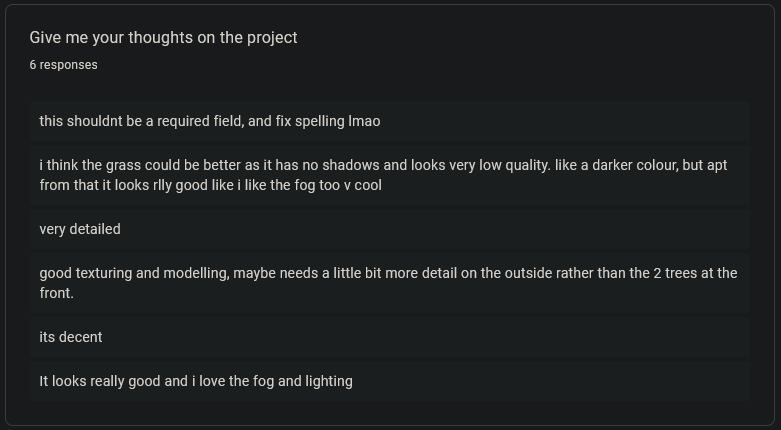 Give me your thoughts on the project
6 responses
this shouldnt be a required field, and fix spelling lmao
i think the grass could be better as it has no shadows and looks very low quality. like a darker colour, but apt
from that it looks rlly good like i like the fog too v cool
very detailed
good texturing and modelling, maybe needs a little bit more detail on the outside rather than the 2 trees at the
front.
its decent
It looks really good and i love the fog and lighting